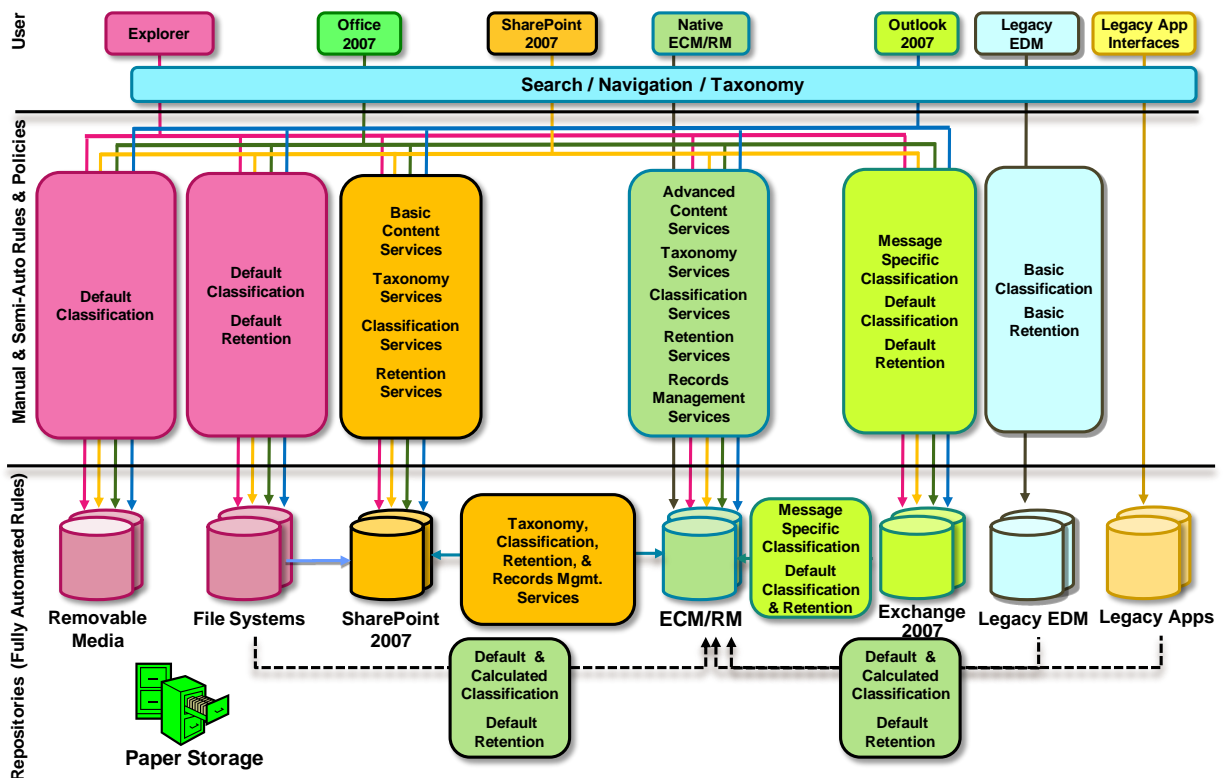 User
Explorer
Office
2007
SharePoint
2007
Native
ECM/RM
Outlook
2007
Legacy
EDM
Legacy App
Interfaces
Search / Navigation / Taxonomy
Manual & Semi-Auto Rules & Policies
Default
Classification
Default
Classification
Default
Retention
Basic
Content
Services
Taxonomy
Services
Classification
Services
Retention
Services
Advanced
Content
Services
Taxonomy
Services
Classification
Services
Retention
Services
Records
Management
Services
Message
Specific
Classification
Default
Classification
Default
Retention
Basic
Classification
Basic
Retention
Repositories (Fully Automated Rules)
Removable
Media
File Systems
SharePoint
2007
Taxonomy,
Classification,
Retention, &
Records Mgmt.
Services
ECM/RM
Message
Specific
Classification
Default
Classification
& Retention
Exchange
2007
Legacy EDM
Legacy Apps
Default &
Calculated
Classification
Default
Retention
Default &
Calculated
Classification
Default
Retention
Paper Storage